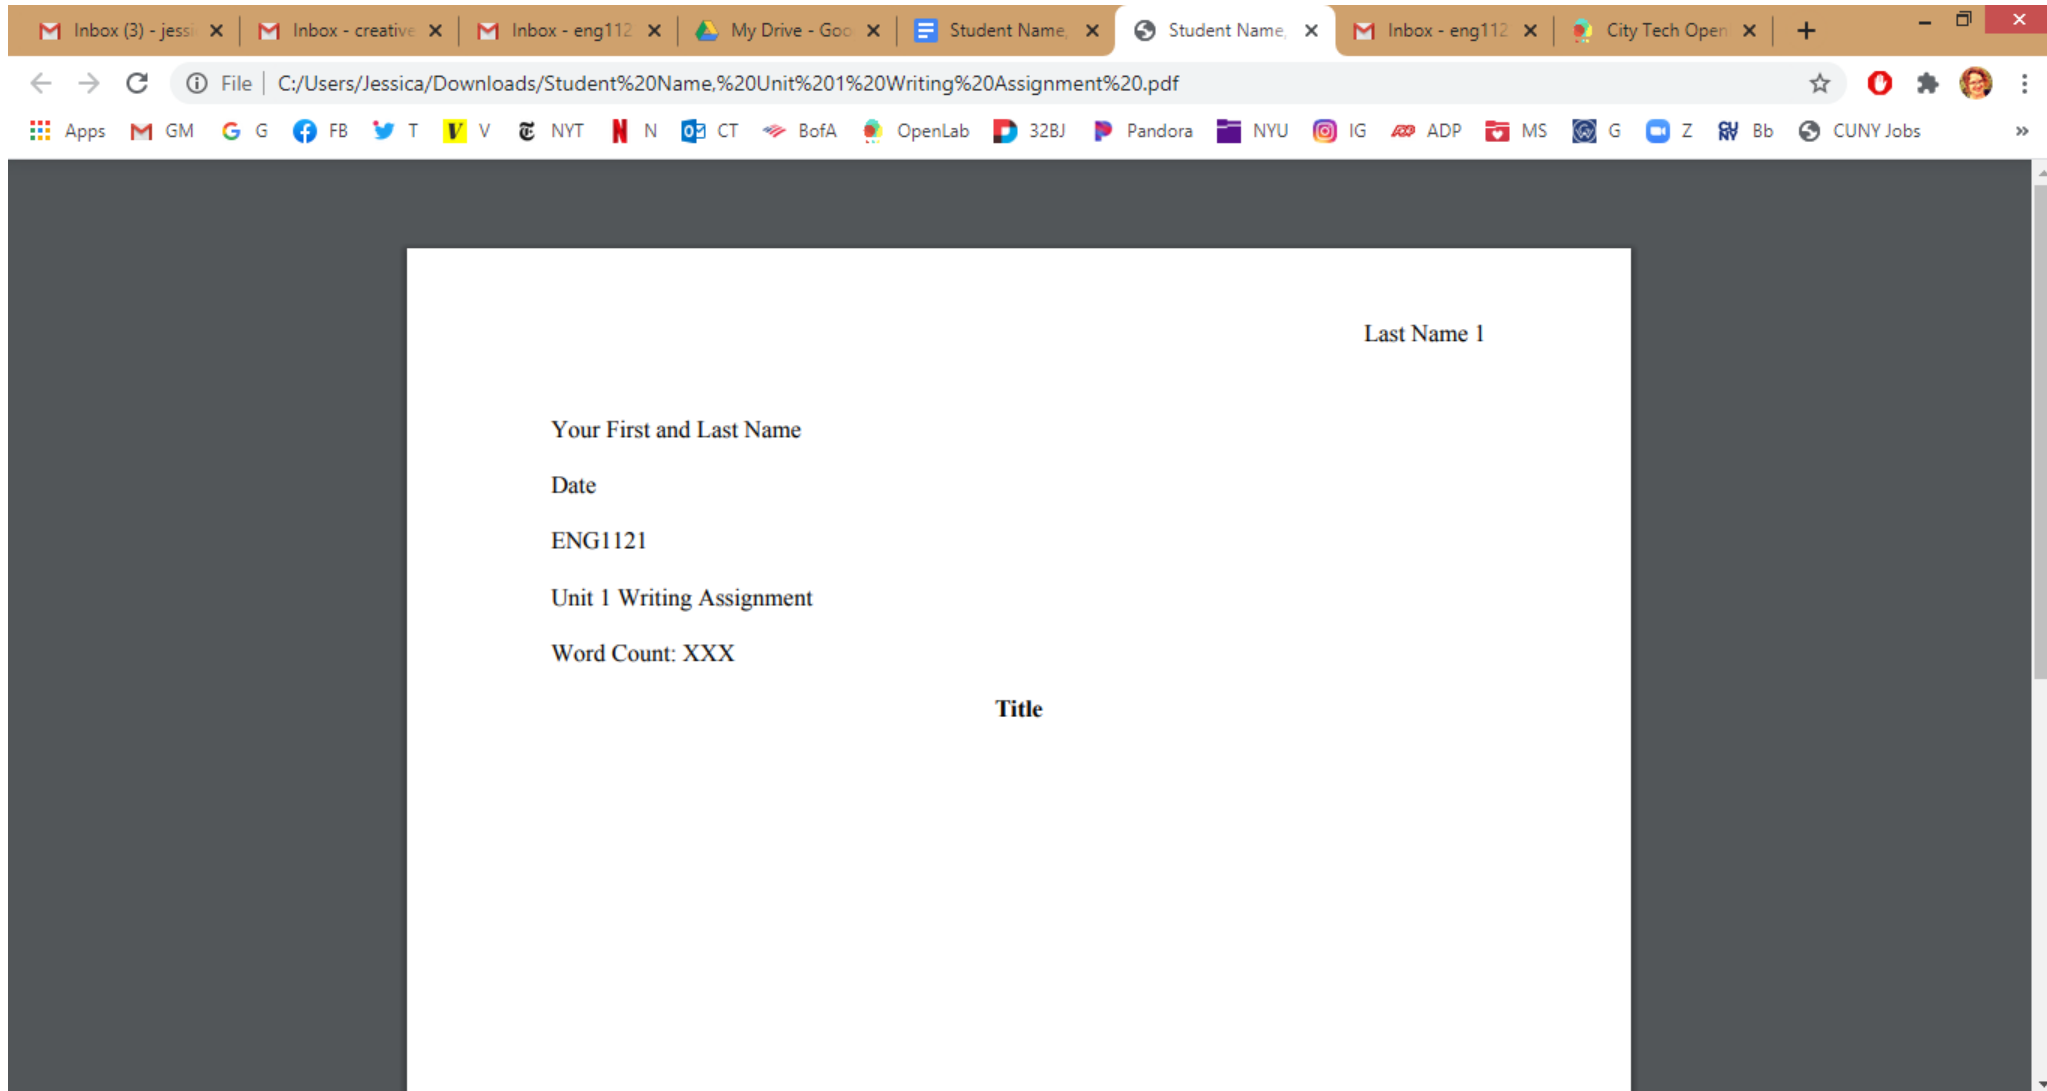 Inbox (3) - jessi Inbox - creative Inbox - eng112 My Drive - Goo Student Name, Student Name, Inbox - eng112 City Tech Open
File C:/Users/Jessica/Downloads/Student%20Name,%20Unit%201%20Writing%20Assignment%20.pdf
Apps GM G FB T V NYT N CT BofA OpenLab 32BJ Pandora NYU IG ADP MS G Z Bb CUNY Jobs
Last Name 1
Your First and Last Name
Date
ENG1121
Unit 1 Writing Assignment
Word Count: XXX
Title